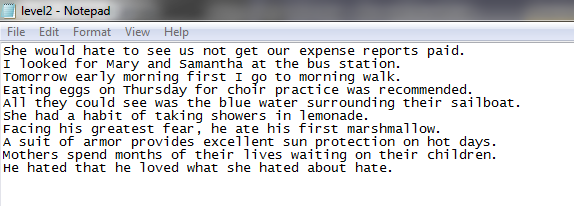 level2 - Notepad
File Edit Format View Help
She would hate to see us not get our expense reports paid.
I looked for Mary and Samantha at the bus station.
Tomorrow early morning first I go to morning walk.
Eating eggs on Thursday for choir practice was recommended.
All they could see was the blue water surrounding their sailboat.
She had a habit of taking showers in lemonade.
Facing his greatest fear, he ate his first marshmallow.
A suit of armor provides excellent sun protection on hot days.
Mothers spend months of their lives waiting on their children.
He hated that he loved what she hated about hate.